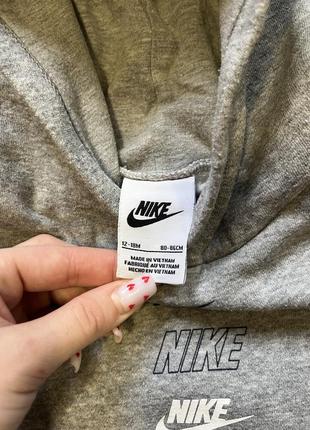 NIKE
12-18M 80-86CM
MADE IN VIETNAM
FABRIQUÉ AU VIETNAM
HECHO EN VIETNAM
NIKE
NIKE